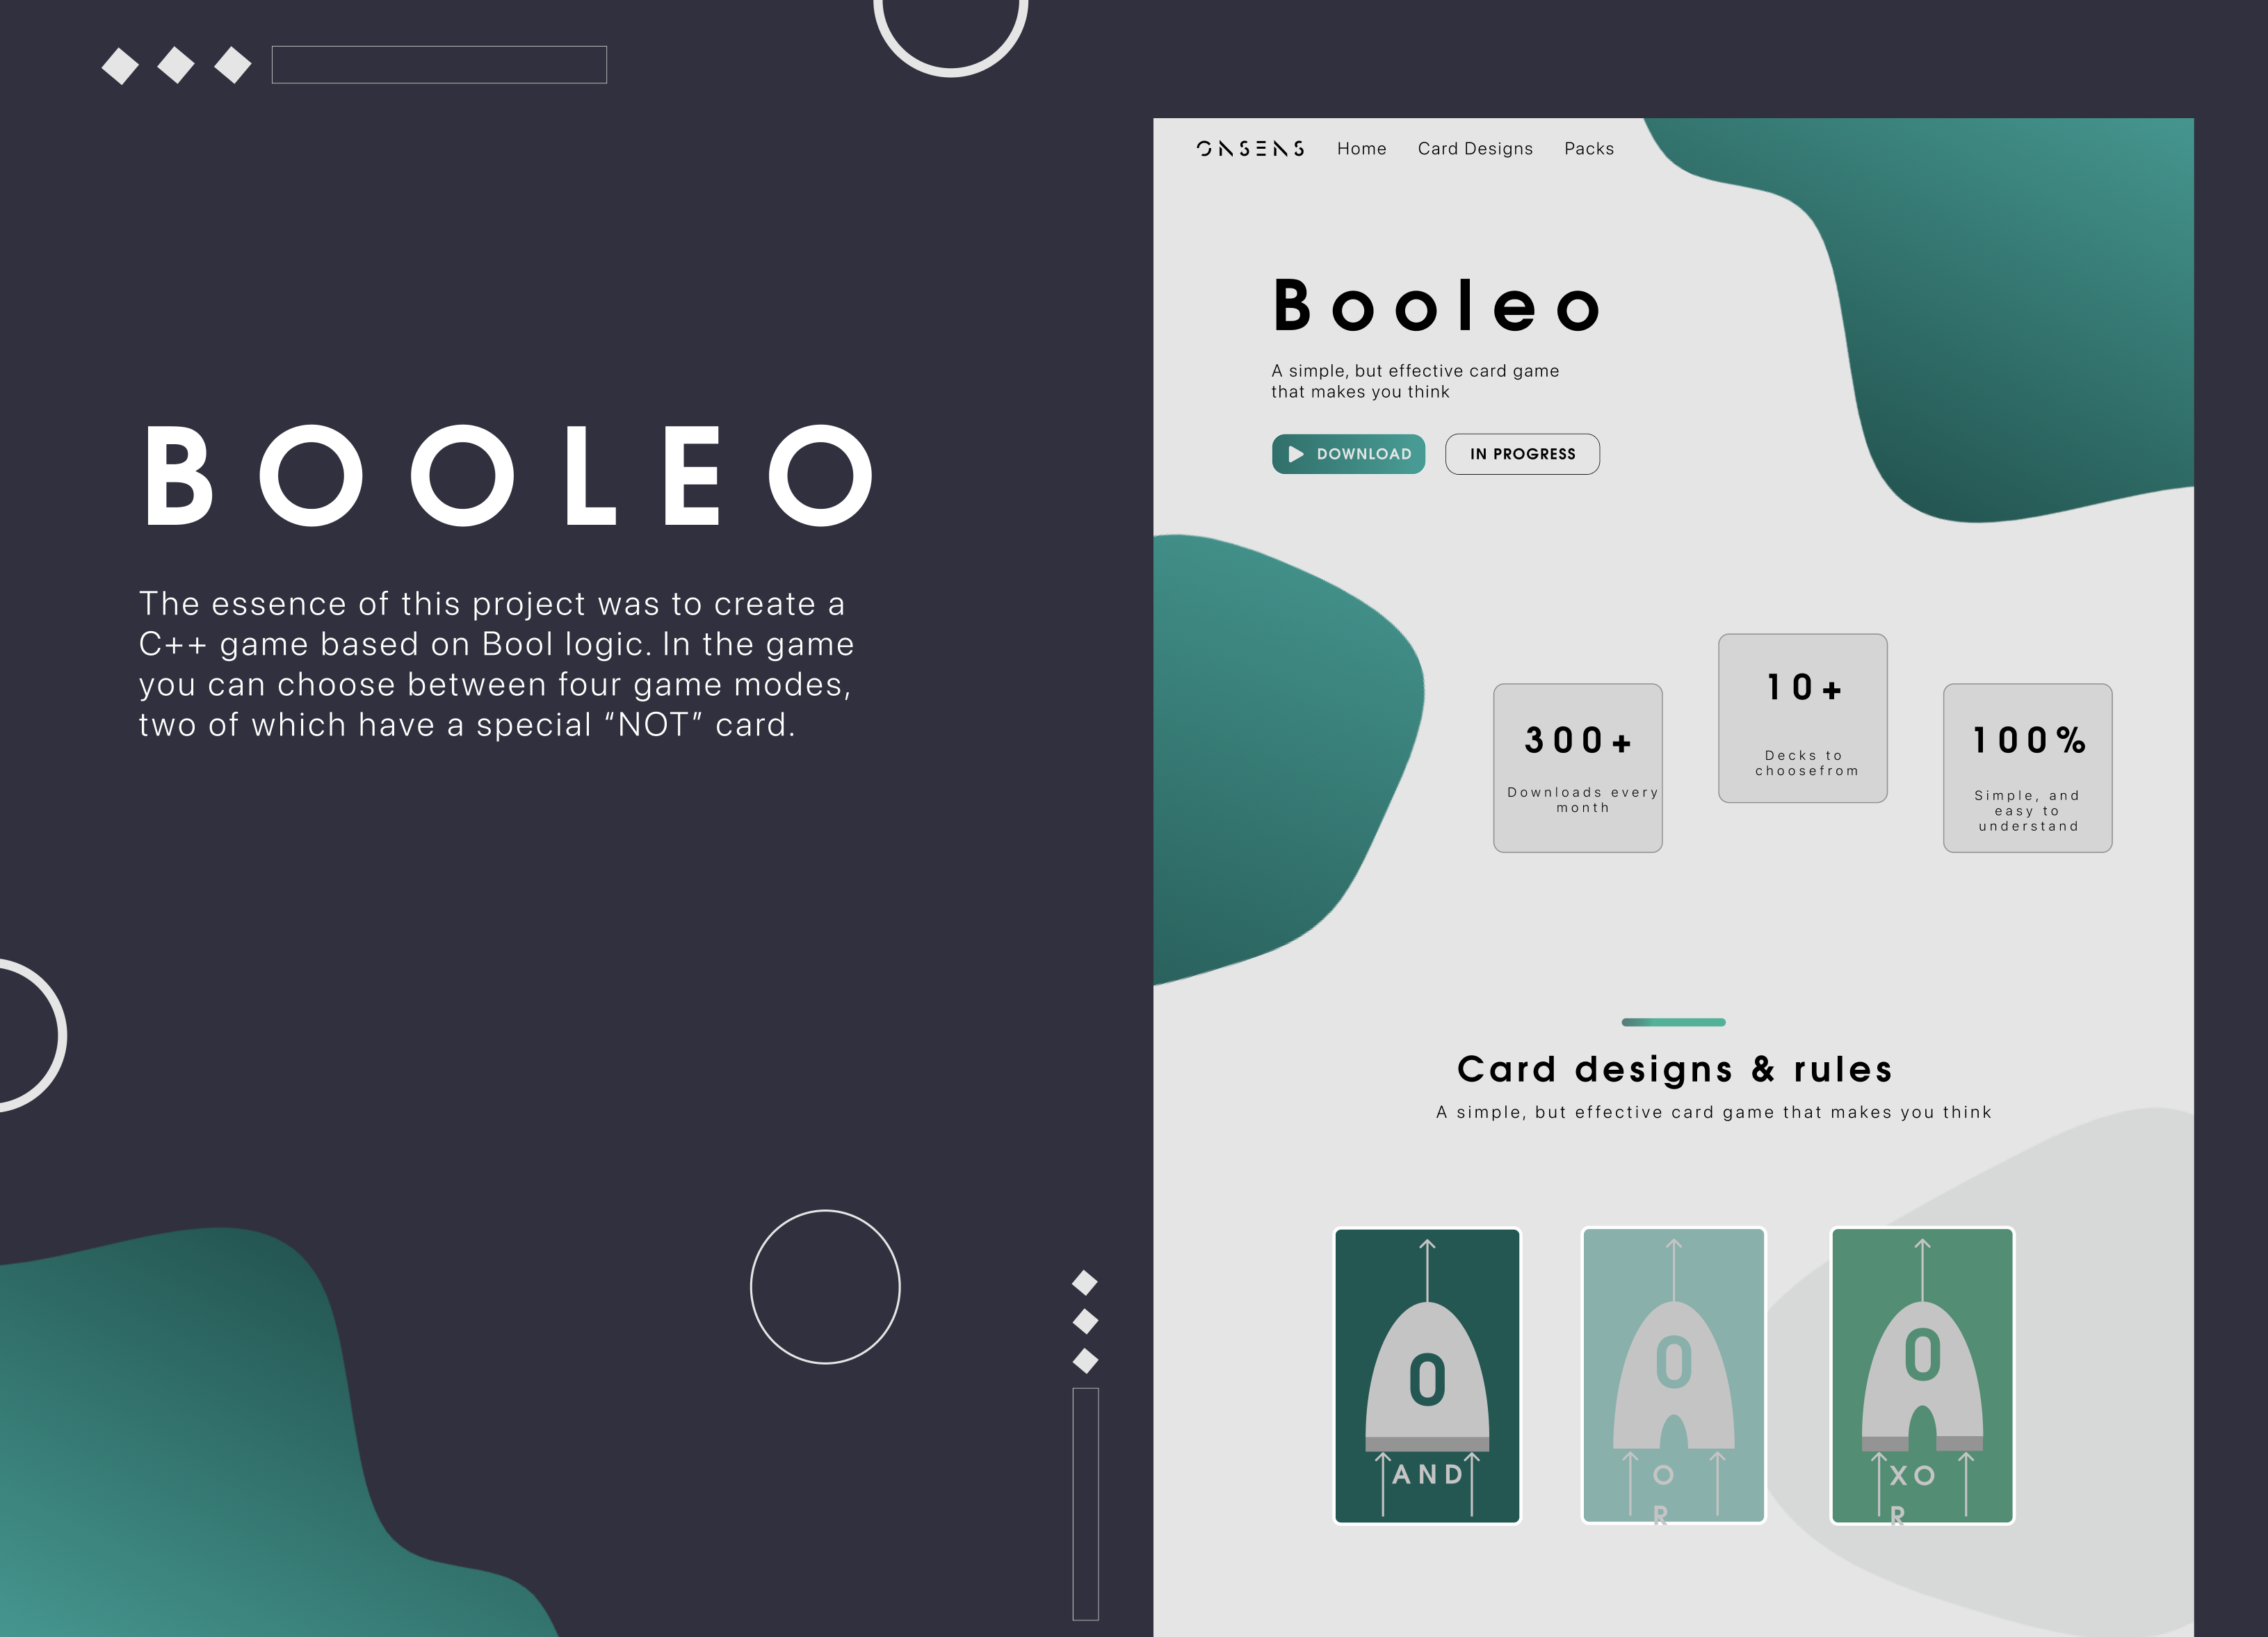 BOOLEO
The essence of this project was to create a
C++ game based on Bool logic. In the game
you can choose between four game modes,
two of which have a special “NOT” card.
ONSENS Home Card Designs Packs
Booleo
A simple, but effective card game
that makes you think
DOWNLOAD IN PROGRESS
300+
Downloads every
month
10+
Decks to
choosefrom
100%
Simple, and
easy to
understand
Card designs & rules
A simple, but effective card game that makes you think
0
AND
0
O
R
0
XO
R